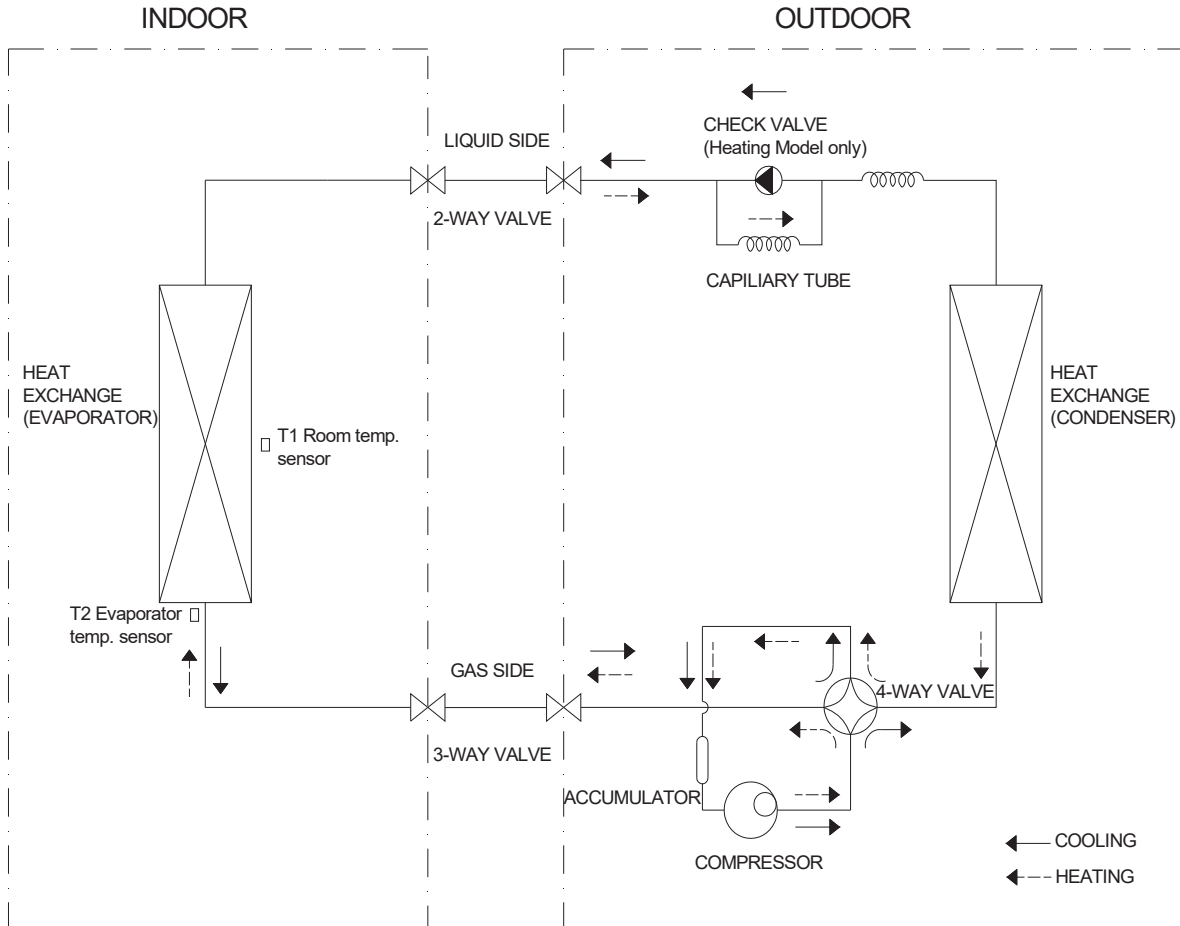 INDOOR
OUTDOOR
LIQUID SIDE
CHECK VALVE
(Heating Model only)
2-WAY VALVE
CAPILIARY TUBE
HEAT
EXCHANGE
(EVAPORATOR)
T1 Room temp.
sensor
HEAT
EXCHANGE
(CONDENSER)
T2 Evaporator
temp. sensor
GAS SIDE
4-WAY VALVE
3-WAY VALVE
ACCUMULATOR
COMPRESSOR
COOLING
HEATING